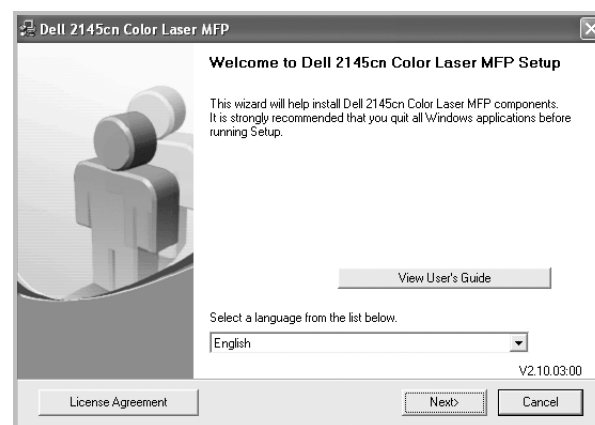 Dell 2145cn Color Laser MFP
Welcome to Dell 2145cn Color Laser MFP Setup
This wizard will help install Dell 2145cn Color Laser MFP components.
It is strongly recommended that you quit all Windows applications before
running Setup.
View User's Guide
Select a language from the list below.
English
V2.10.03:00
License Agreement
Next>
Cancel